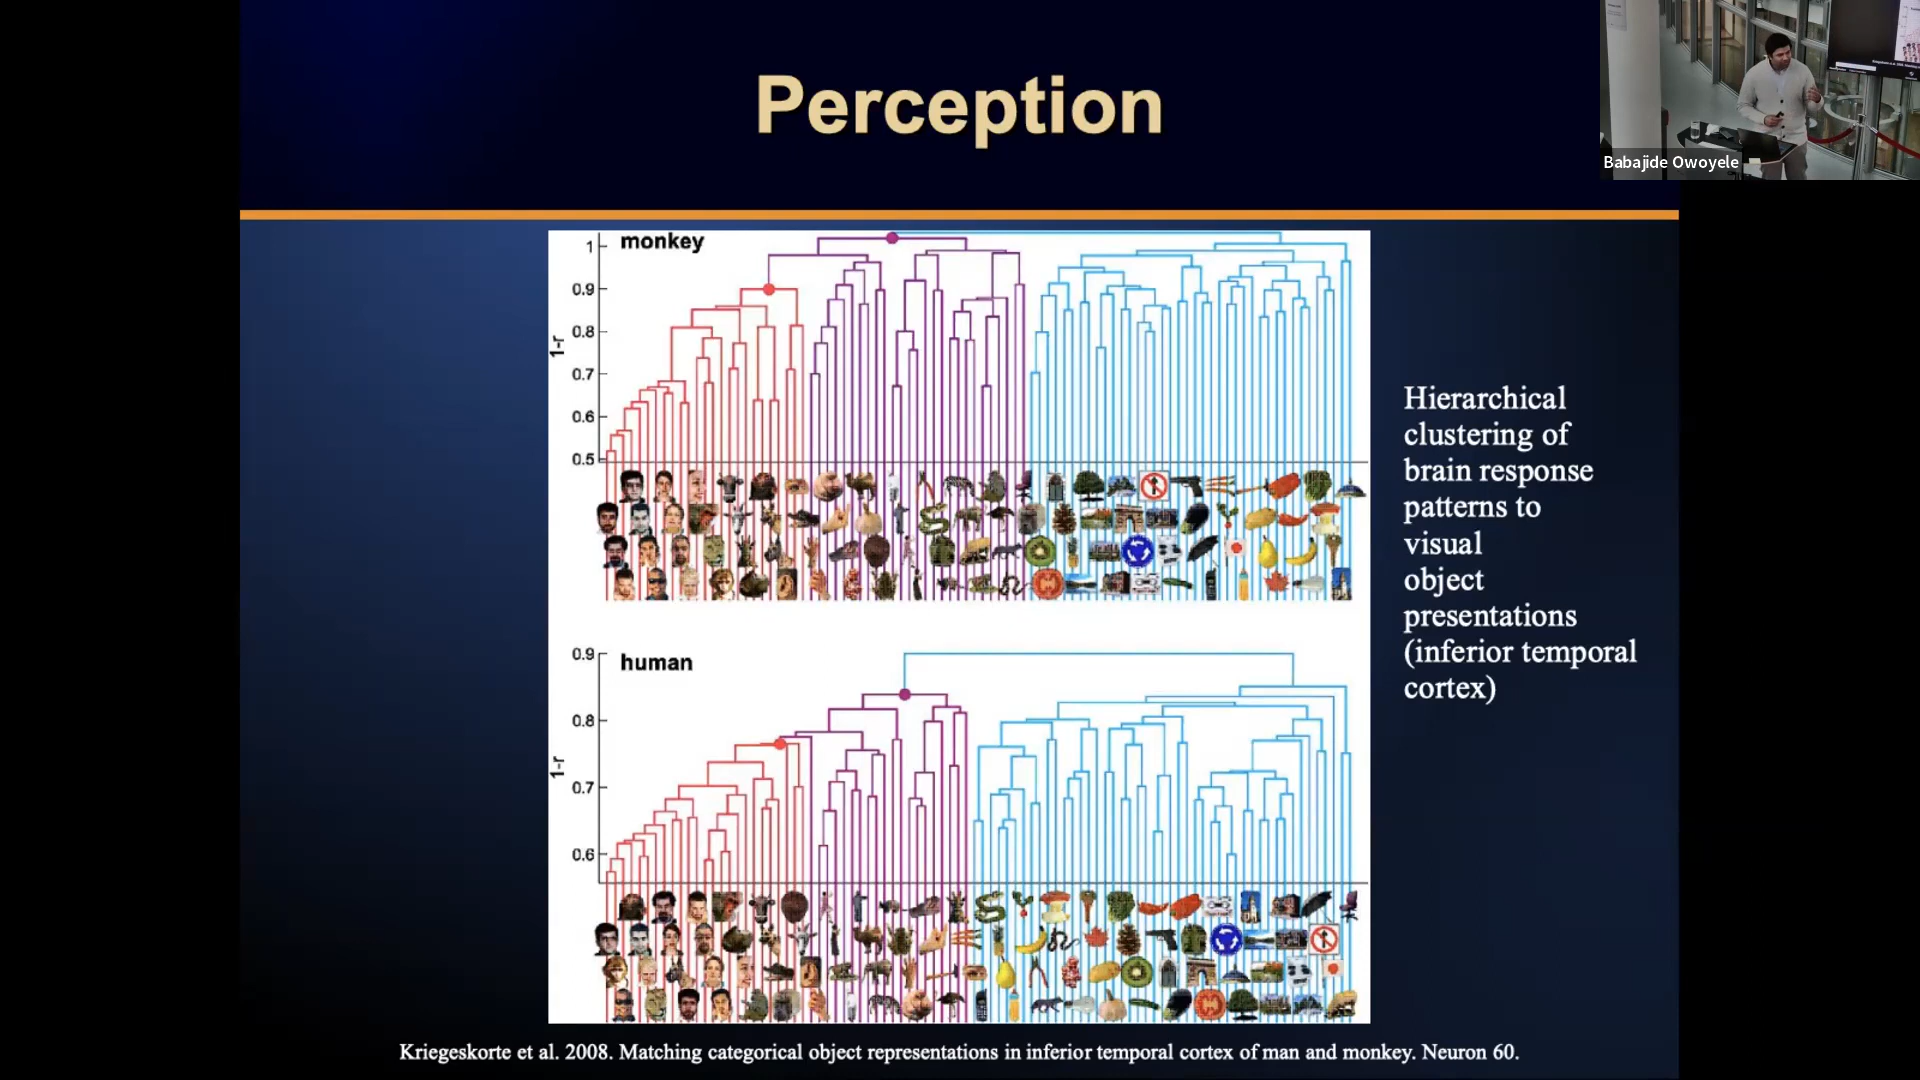 Perception
Babajide Owoyele
monkey
1
0.9
0.8
0.7
0.6
0.5
1-r
human
0.9
0.8
0.7
0.6
1-r
Hierarchical
clustering of
brain response
patterns to
visual
object
presentations
(inferior temporal
cortex)
Kriegeskorte et al. 2008. Matching categorical object representations in inferior temporal cortex of man and monkey. Neuron 60.